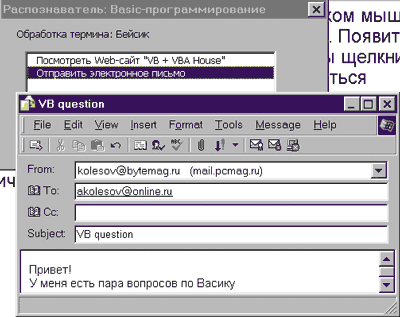 Распознаватель: Basic-программирование
ком мыш
Обработка термина: Бейсик
. Появит
Посмотреть Web-сайт "VB + VBA House"
ы щелкни
Отправить электронное письмо
ться
VB question
File Edit View Insert Format Tools Message Help
From: kolesov@bytemag.ru (mail.pcmag.ru)
ич
To: akolesov@online.ru
Cc:
Subject: VB question
Привет!
У меня есть пара вопросов по Васику